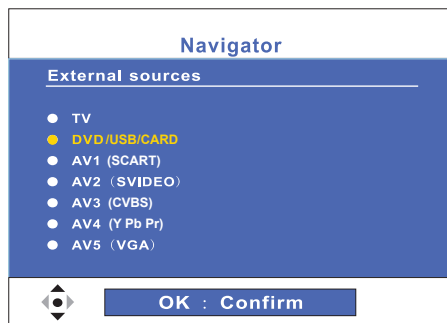 Navigator
External sources
TV
DVD/USB/CARD
AV1 (SCART)
AV2（SVIDEO）
AV3 (CVBS)
AV4 (Y Pb Pr)
AV5（VGA）
OK : Confirm